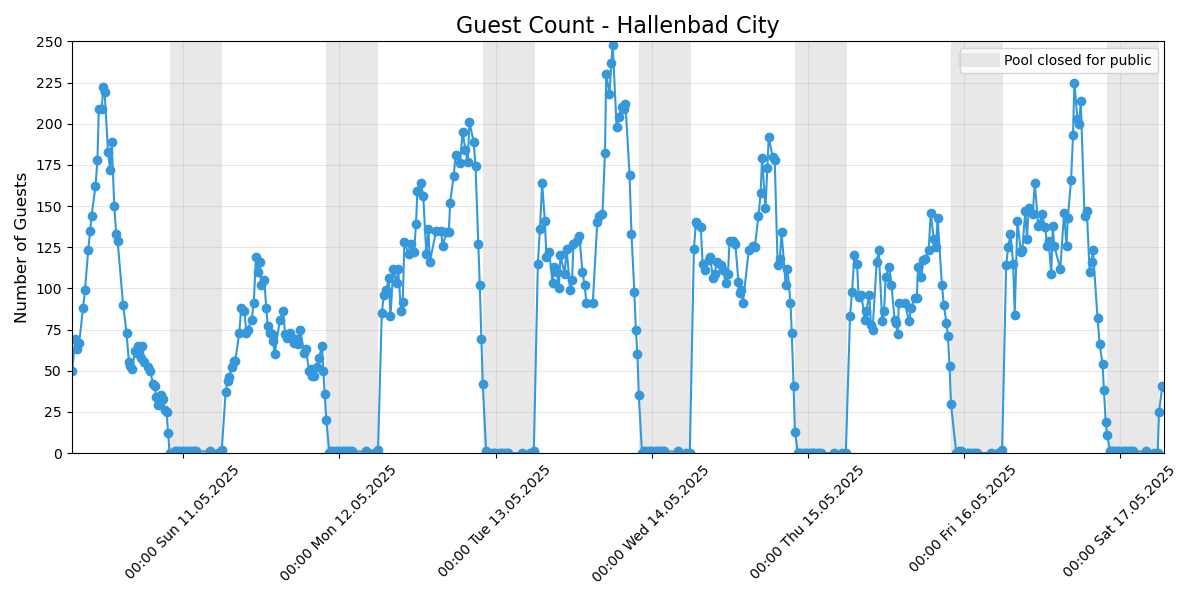 Guest Count - Hallenbad City
Number of Guests
250
225
200
175
150
125
100
75
50
25
0
Pool closed for public
00:00 Sun 11.05.2025
00:00 Mon 12.05.2025
00:00 Tue 13.05.2025
00:00 Wed 14.05.2025
00:00 Thu 15.05.2025
00:00 Fri 16.05.2025
00:00 Sat 17.05.2025